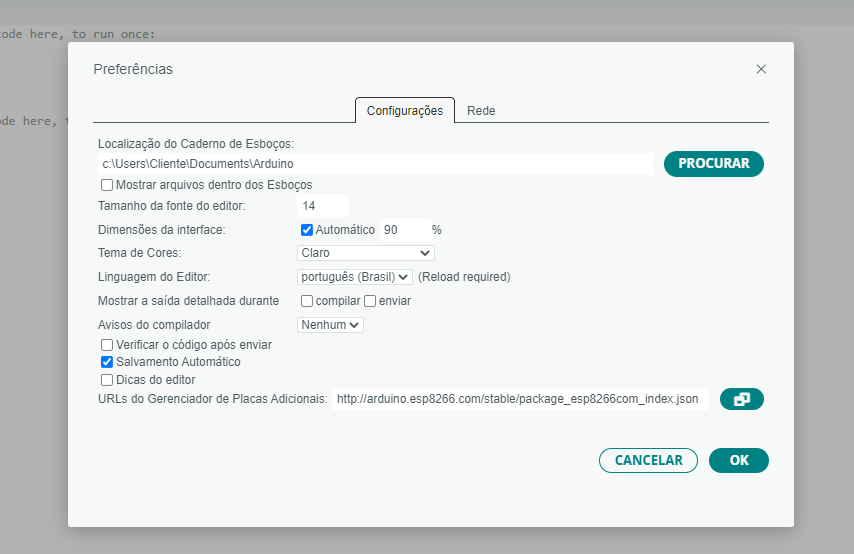 code here, to run once:
ode here, t
Preferências
Configurações Rede
Localização do Caderno de Esboços:
c:\Users\Cliente\Documents\Arduino PROCURAR
Mostrar arquivos dentro dos Esboços
Tamanho da fonte do editor: 14
Dimensões da interface: Automático 90 %
Tema de Cores: Claro
Linguagem do Editor: português (Brasil) (Reload required)
Mostrar a saída detalhada durante compilar enviar
Avisos do compilador Nenhum
Verificar o código após enviar
Salvamento Automático
Dicas do editor
URLs do Gerenciador de Placas Adicionais: http://arduino.esp8266.com/stable/package_esp8266com_index.json
CANCELAR OK